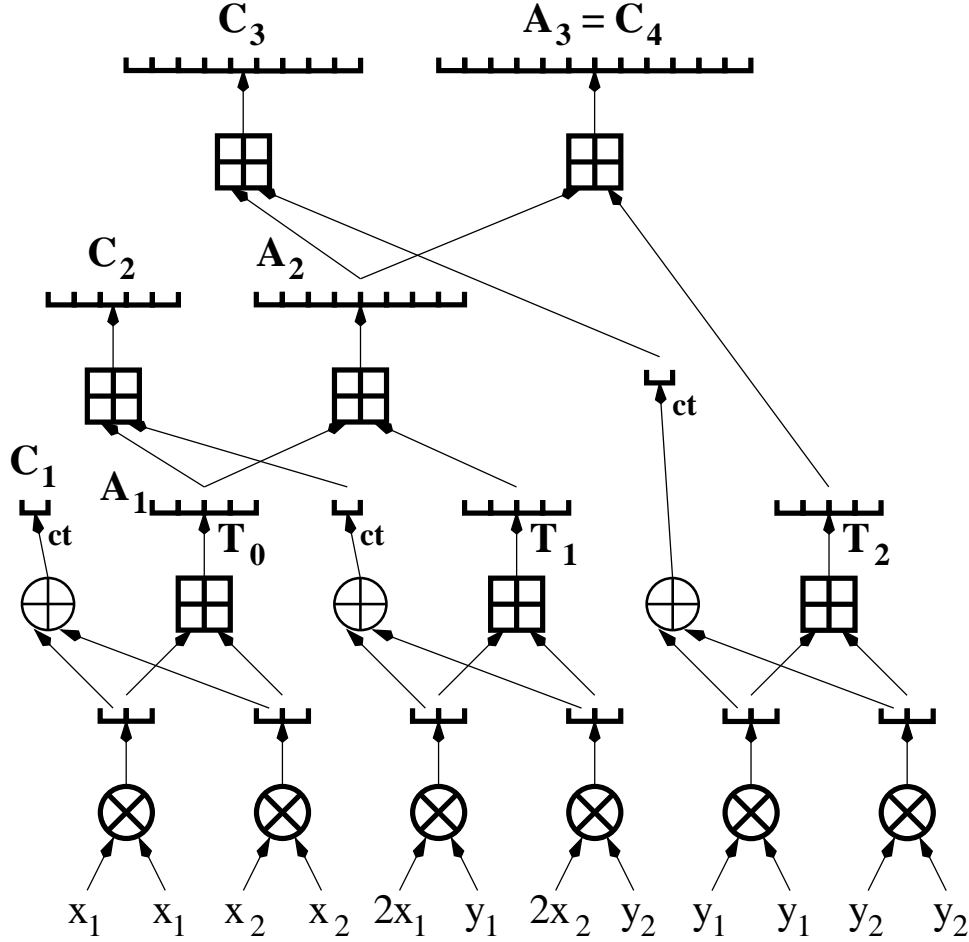 C3 A3 = C4
C2 A2
ct
C1 A1
ct T0 ct T1 T2
x1 x1 x2 x2 2x1 y1 2x2 y2 y1 y1 y2 y2